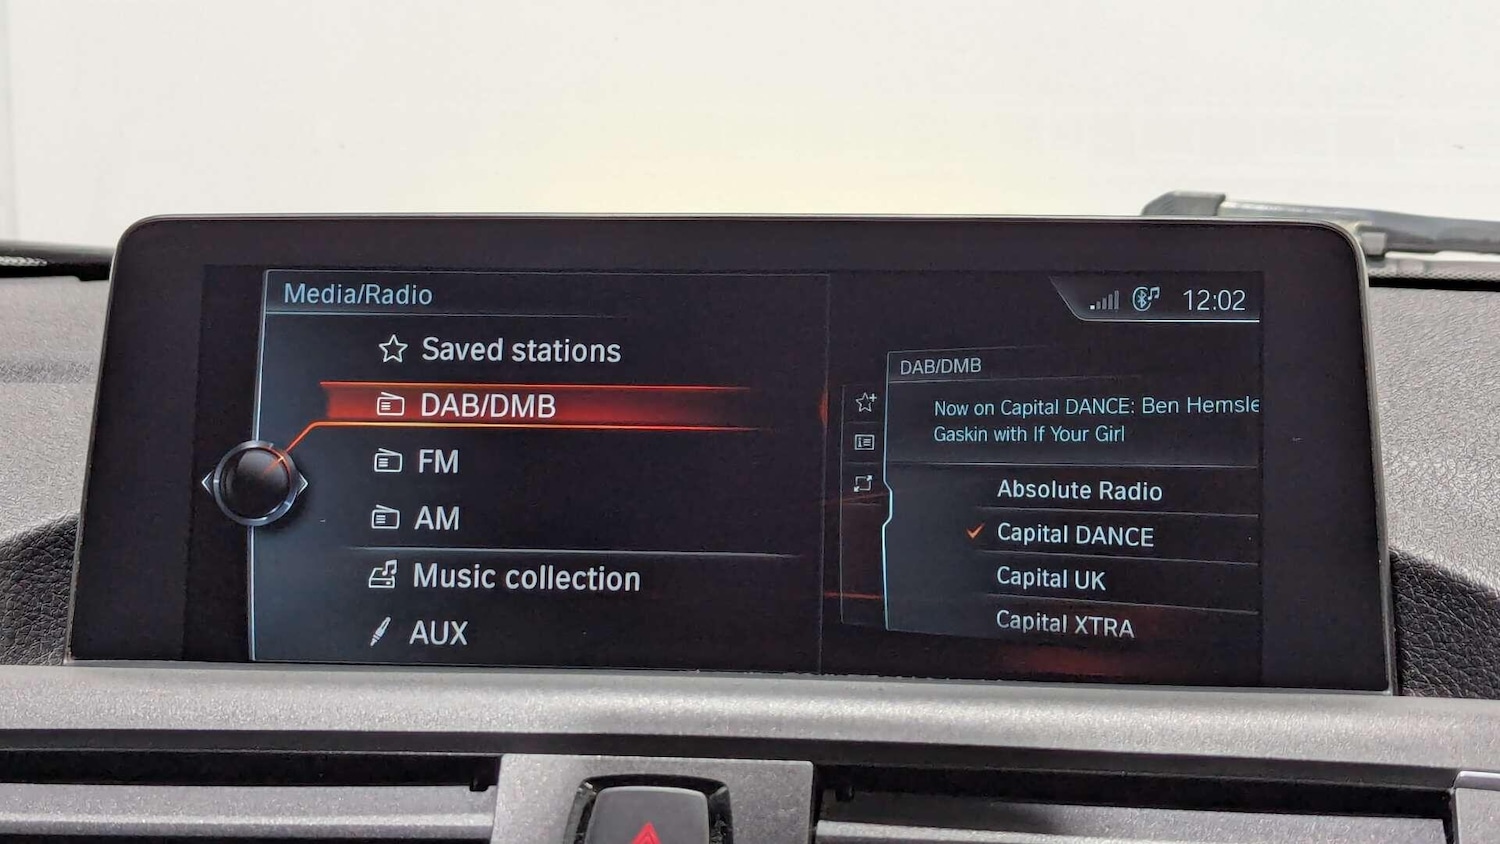 Media/Radio
12:02
Saved stations
DAB/DMB
FM
AM
Music collection
AUX
DAB/DMB
Now on Capital DANCE: Ben Hemsle
Gaskin with If Your Girl
Absolute Radio
Capital DANCE
Capital UK
Capital XTRA